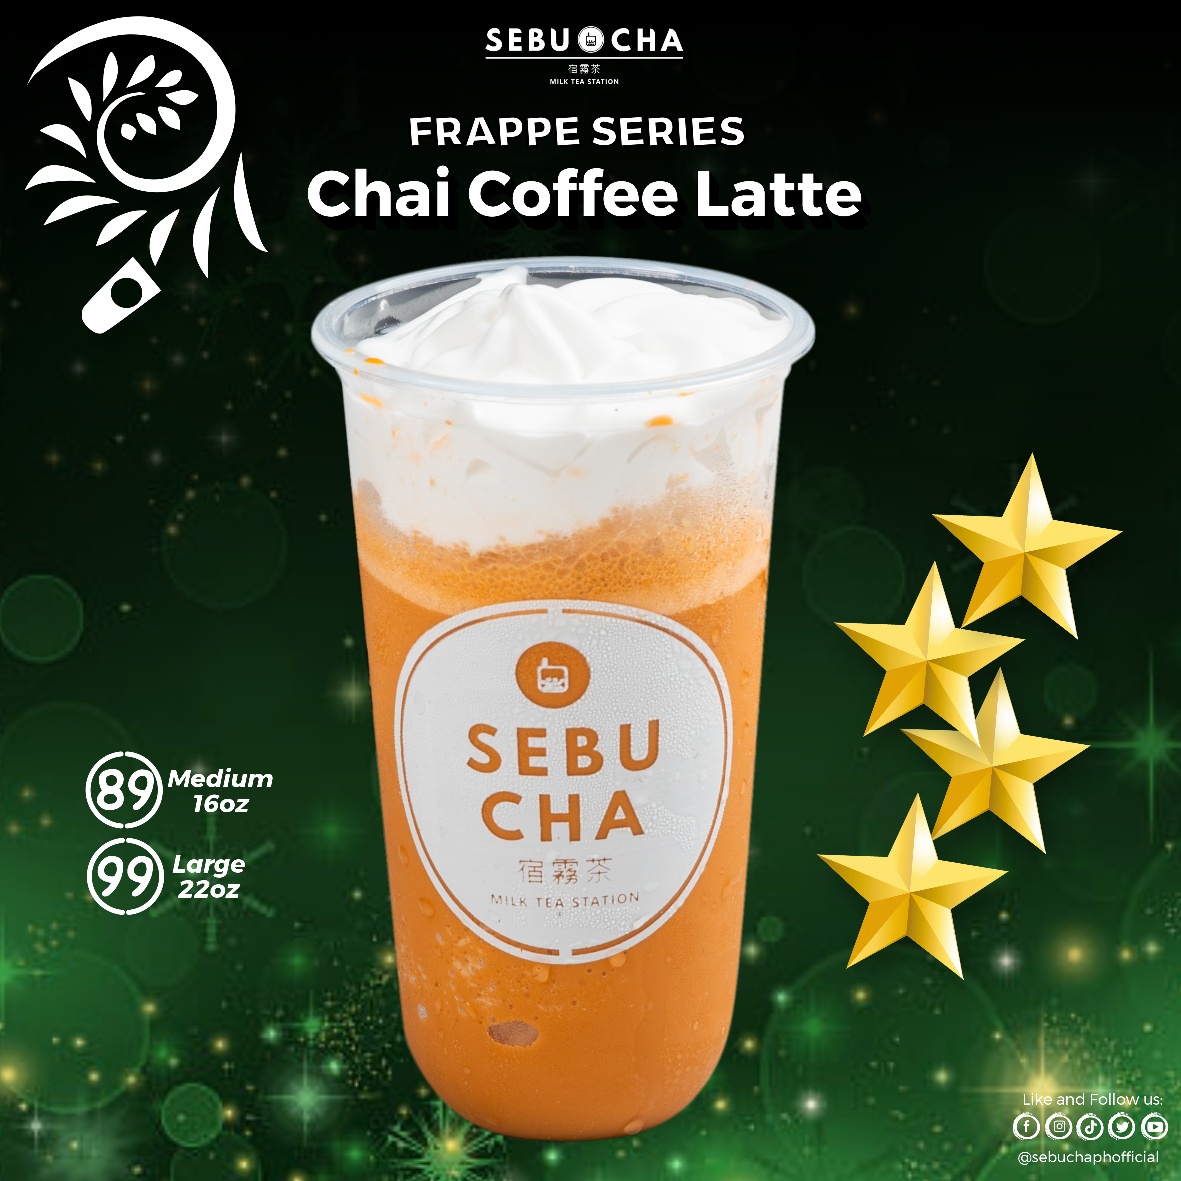 SEBU CHA
宿霧茶
MILK TEA STATION
FRAPPE SERIES
Chai Coffee Latte
SEBU
CHA
宿霧茶
MILK TEA STATION
89 Medium
16oz
99 Large
22oz
Like and Follow us:
@sebuchaphofficial